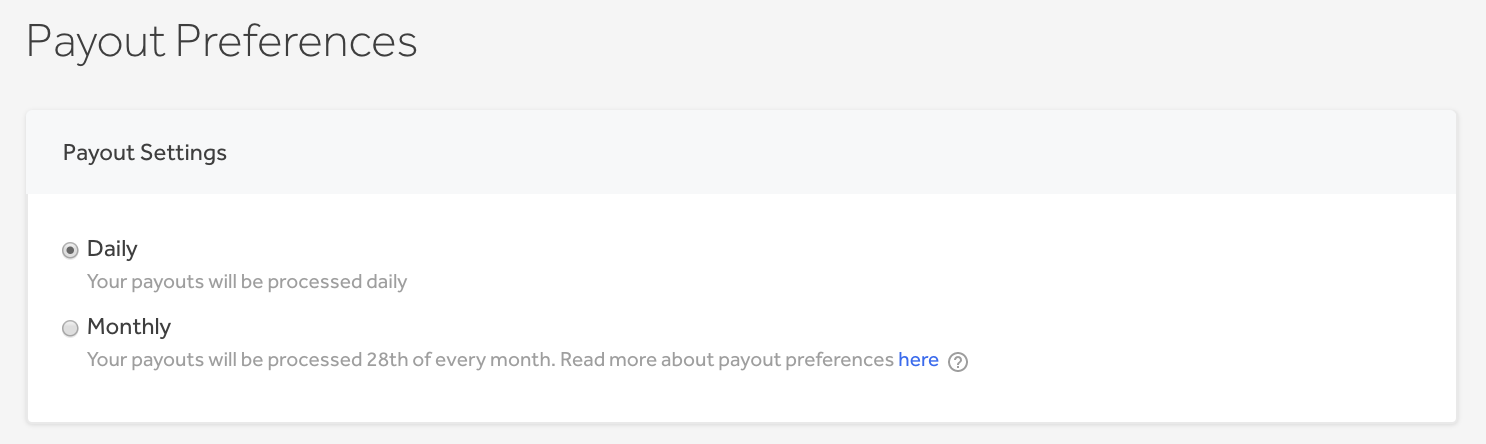 Payout Preferences
Payout Settings
Daily
Your payouts will be processed daily
Monthly
Your payouts will be processed 28th of every month. Read more about payout preferences here ?